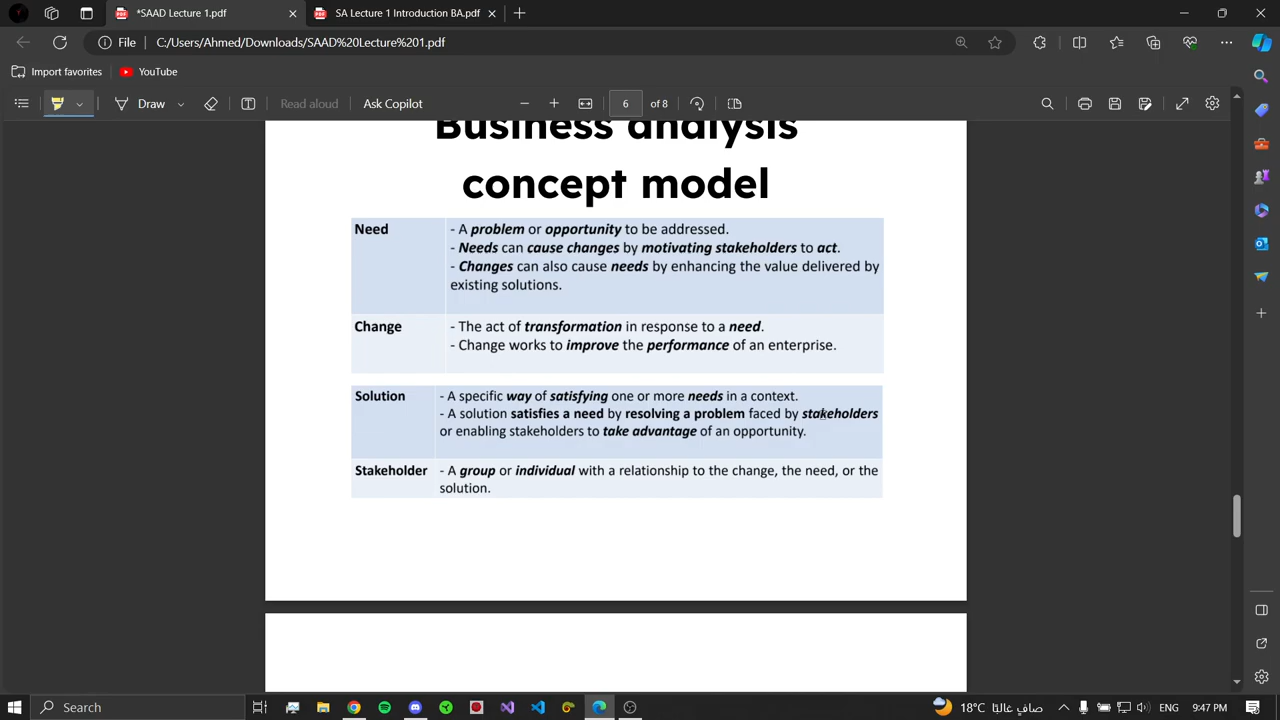 *SAAD Lecture 1.pdf
SA Lecture 1 Introduction BA.pdf
File
C:/Users/Ahmed/Downloads/SAAD%20Lecture%201.pdf
Import favorites
YouTube
Draw
Read aloud
Ask Copilot
6
of 8
Business analysis
concept model
Need
- A problem or opportunity to be addressed.
- Needs can cause changes by motivating stakeholders to act.
- Changes can also cause needs by enhancing the value delivered by
existing solutions.
Change
- The act of transformation in response to a need.
- Change works to improve the performance of an enterprise.
Solution
- A specific way of satisfying one or more needs in a context.
- A solution satisfies a need by resolving a problem faced by stakeholders
or enabling stakeholders to take advantage of an opportunity.
Stakeholder
- A group or individual with a relationship to the change, the need, or the
solution.
Search
18°C صافٍ غالبًا
ENG
9:47 PM